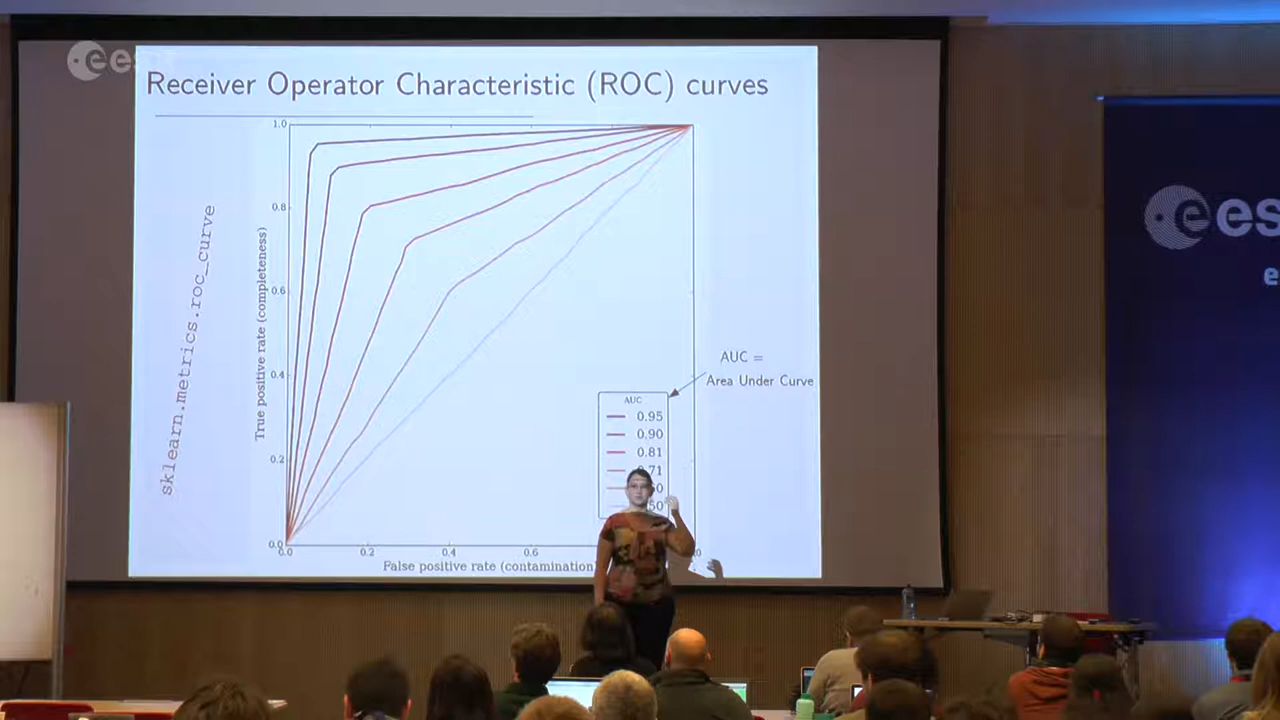 eesa
Receiver Operator Characteristic (ROC) curves
sklearn.metrics.roc_curve
True positive rate (completeness)
1.0
0.8
0.6
0.4
0.2
0.0
0.0 0.2 0.4 0.6
False positive rate (contamination
AUC =
Area Under Curve
AUC
0.95
0.90
0.81